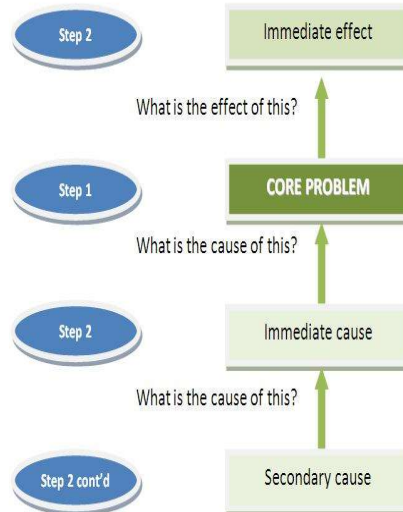 Step 2
Immediate effect
What is the effect of this?
Step 1
CORE PROBLEM
What is the cause of this?
Step 2
Immediate cause
What is the cause of this?
Step 2 cont'd
Secondary cause